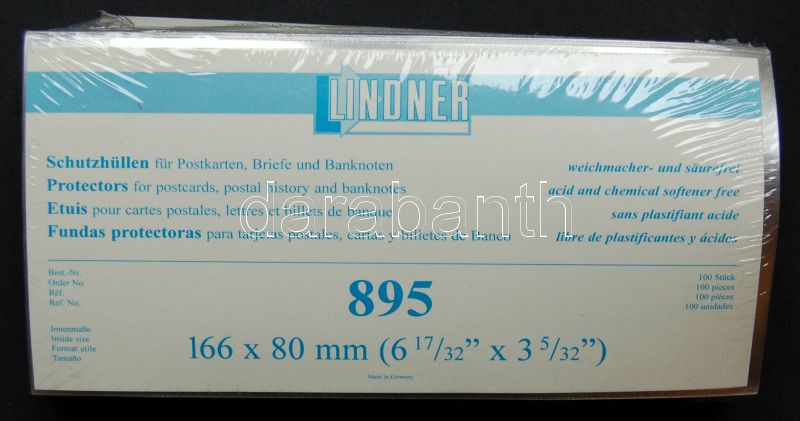 LINDNER
Schutzhüllen für Postkarten, Briefe und Banknoten
Protectors for postcards, postal history and banknotes
Etuis pour cartes postales, lettres et billets de banque
Fundas protectoras para tarjetas postales, cartas y billetes de Banco
weichmacher- und säurefrei
acid and chemical softener free
sans plastifiant acide
libre de plastificantes y ácides
darabanth
Best.-Nr.
Order No.
Réf.
Ref. No.
895
100 Stück
100 pieces
100 pièces
100 unidades
Innenmaße
Inside size
Format utile
Tamaño
166 x 80 mm (6 17/32” x 3 5/32”)
Made in Germany